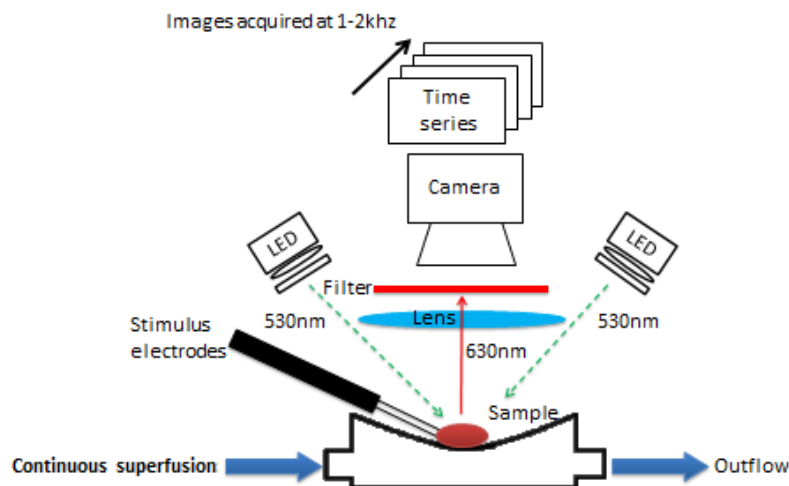 Images acquired at 1-2khz
Time
series
Camera
LED
LED
Filter
530nm
Lens
530nm
Stimulus
electrodes
630nm
Sample
Continuous superfusion
Outflow